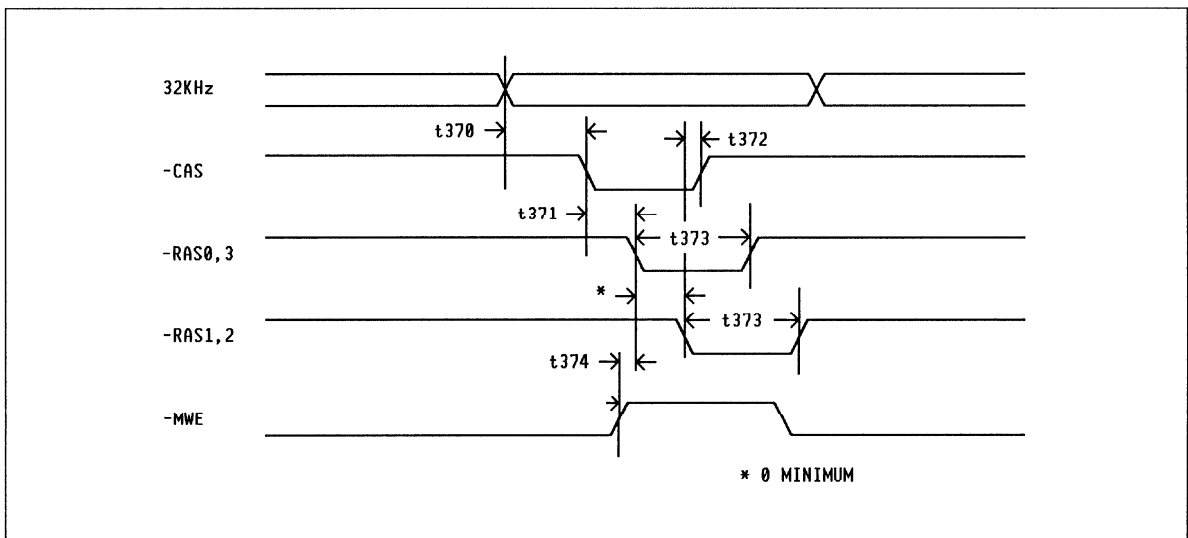 32KHz
t370
t372
-CAS
t371
t373
-RAS0,3
*
t373
-RAS1,2
t374
-MWE
* 0 MINIMUM